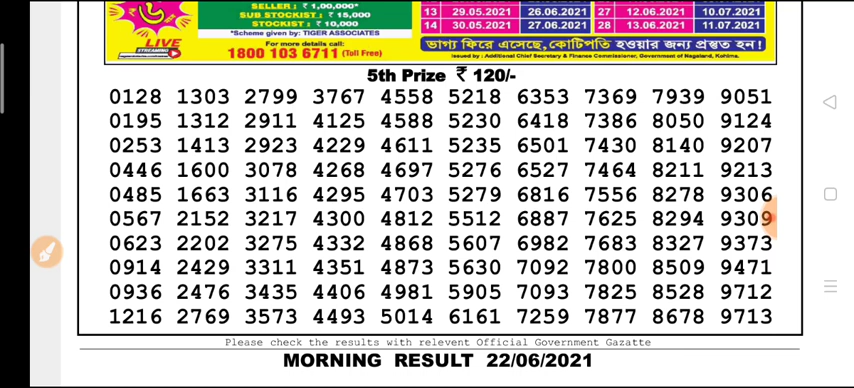 SELLER : ₹ 1,00,000*
SUB STOCKIST : ₹ 15,000
STOCKIST : ₹ 10,000
*Scheme given by: TIGER ASSOCIATES
For more details call:
1800 103 6711 (Toll Free)
LIVE
STREAMING
13 29.05.2021 26.06.2021 27 12.06.2021 10.07.2021
14 30.05.2021 27.06.2021 28 13.06.2021 11.07.2021
ভাগ্য ফিরে এসেছে, কোটিপতি হওয়ার জন্য প্রস্তুত হন!
Issued by : Additional Chief Secretary & Finance Commissioner, Government of Nagaland, Kohima.
5th Prize ₹ 120/-
0128 1303 2799 3767 4558 5218 6353 7369 7939 9051
0195 1312 2911 4125 4588 5230 6418 7386 8050 9124
0253 1413 2923 4229 4611 5235 6501 7430 8140 9207
0446 1600 3078 4268 4697 5276 6527 7464 8211 9213
0485 1663 3116 4295 4703 5279 6816 7556 8278 9306
0567 2152 3217 4300 4812 5512 6887 7625 8294 9309
0623 2202 3275 4332 4868 5607 6982 7683 8327 9373
0914 2429 3311 4351 4873 5630 7092 7800 8509 9471
0936 2476 3435 4406 4981 5905 7093 7825 8528 9712
1216 2769 3573 4493 5014 6161 7259 7877 8678 9713
Please check the results with relevent Official Government Gazatte
MORNING RESULT 22/06/2021